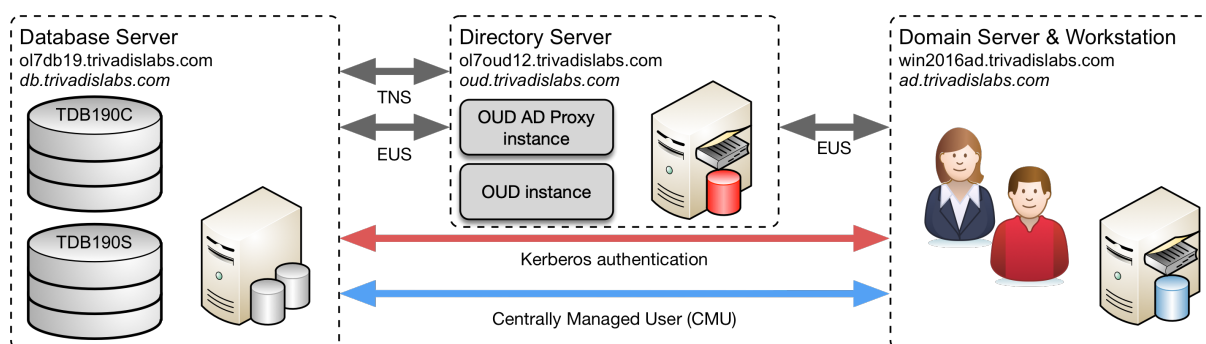 Database Server
ol7db19.trivadislabs.com
db.trivadislabs.com
TDB190C
TDB190S
TNS
EUS
Directory Server
ol7oud12.trivadislabs.com
oud.trivadislabs.com
OUD AD Proxy
instance
OUD instance
EUS
Domain Server & Workstation
win2016ad.trivadislabs.com
ad.trivadislabs.com
Kerberos authentication
Centrally Managed User (CMU)